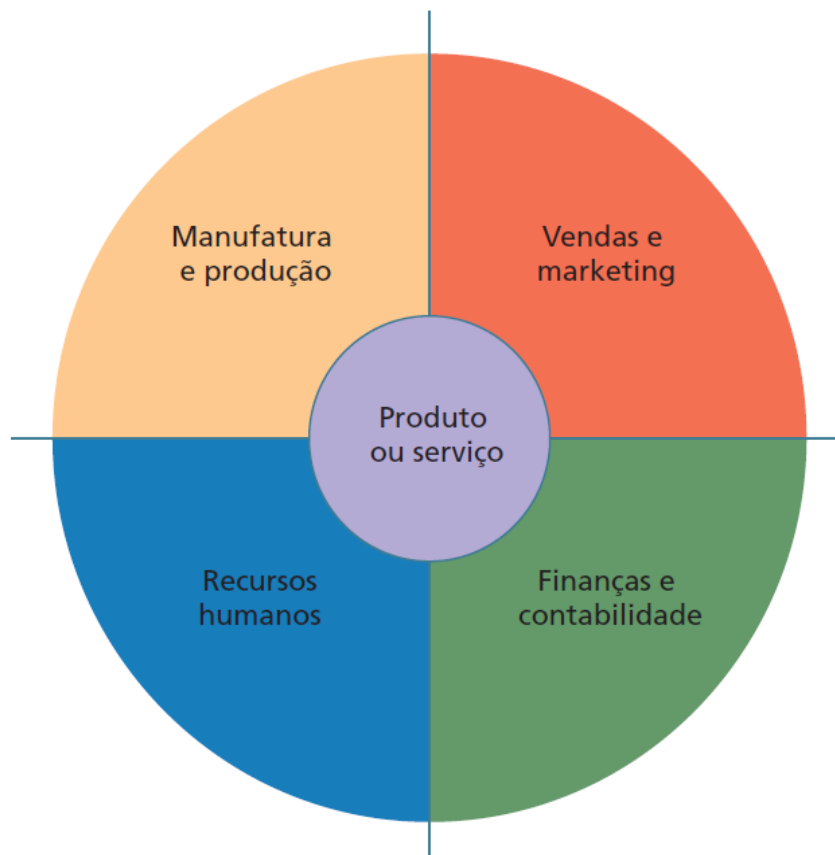 Manufatura
e produção
Vendas e
marketing
Produto
ou serviço
Recursos
humanos
Finanças e
contabilidade